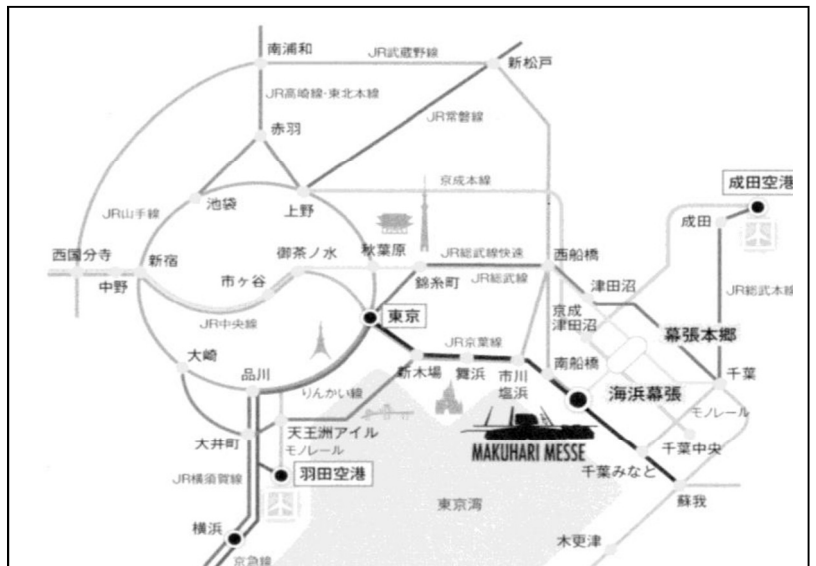 南浦和
JR武蔵野線
新松戸
JR高崎線・東北本線
JR常磐線
赤羽
京成本線
成田空港
JR山手線
池袋
上野
成田
西国分寺
新宿
御茶ノ水
秋葉原
JR総武線快速
西船橋
中野
市ヶ谷
錦糸町
JR総武線
津田沼
JR総武本線
京成
津田沼
JR中央線
東京
幕張本郷
JR京葉線
大崎
品川
新木場
舞浜
市川
塩浜
南船橋
海浜幕張
千葉
りんかい線
モノレール
大井町
天王洲アイル
モノレール
MAKUHARI MESSE
千葉中央
千葉みなと
JR横須賀線
羽田空港
蘇我
東京湾
横浜
木更津
京急線